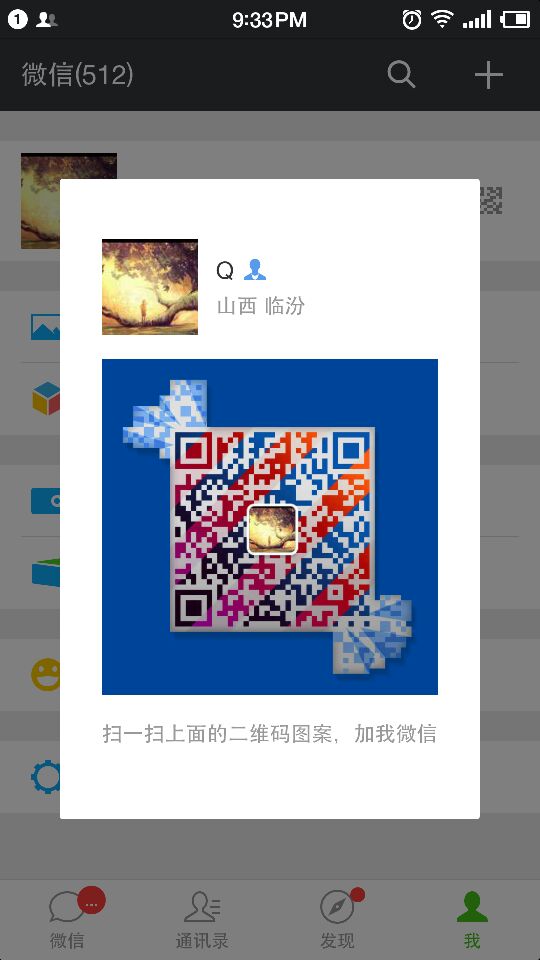 1
9:33PM
微信(512)
Q
山西 临汾
扫一扫上面的二维码图案，加我微信
...
微信
通讯录
发现
我